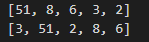 [51, 8, 6, 3, 2]
[3, 51, 2, 8, 6]